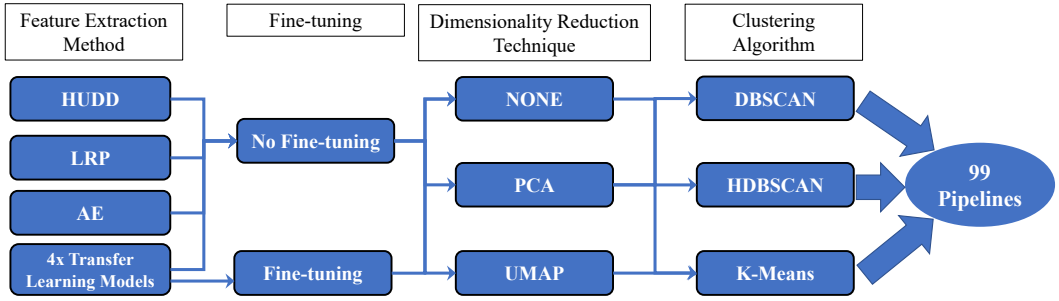 Feature Extraction
Method
Fine-tuning
Dimensionality Reduction
Technique
Clustering
Algorithm
HUDD
LRP
AE
4x Transfer
Learning Models
No Fine-tuning
Fine-tuning
NONE
PCA
UMAP
DBSCAN
HDBSCAN
K-Means
99
Pipelines